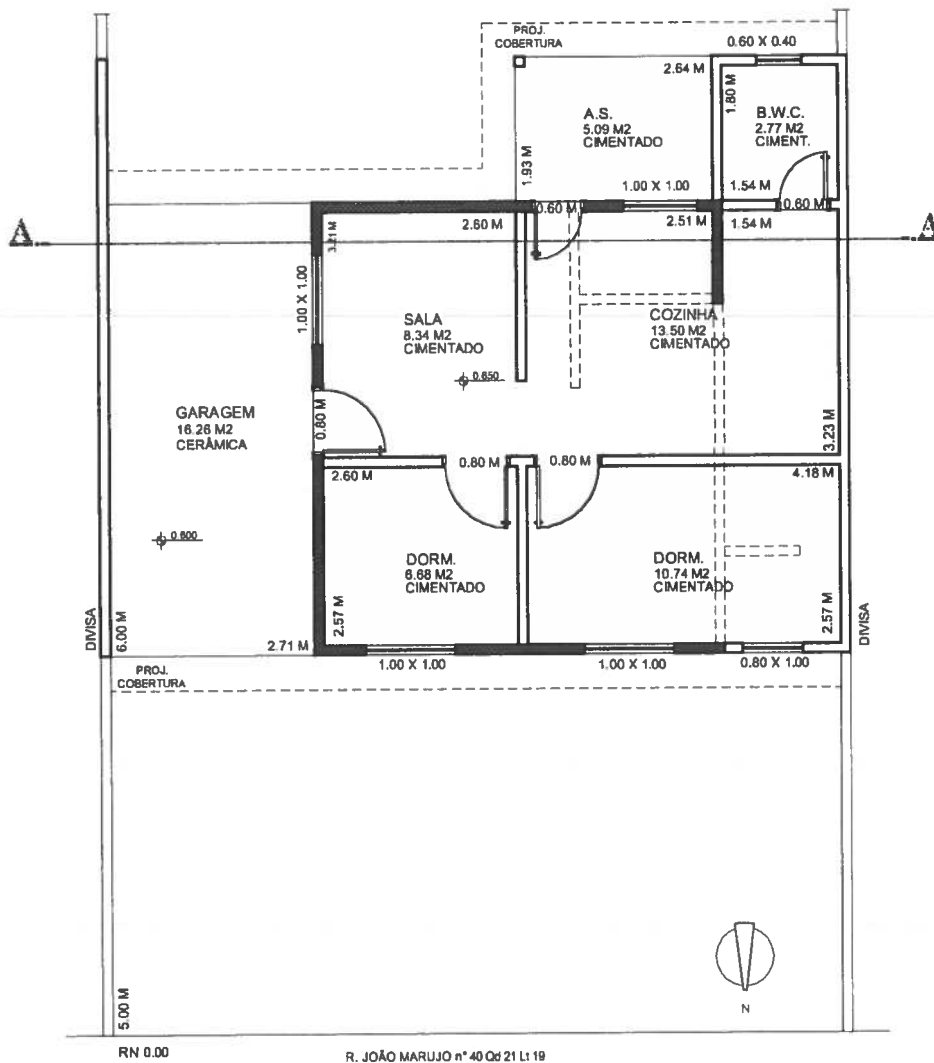 PROJ.
COBERTURA
0.60 X 0.40
2.64 M
1.80 M
A.S.
5.09 M2
CIMENTADO
B.W.C.
2.77 M2
CIMENT.
1.93 M
1.00 X 1.00
1.54 M
0.60 M
0.60 M
2.60 M
2.51 M
1.54 M
A
A
3.21 M
1.00 X 1.00
SALA
8.34 M2
CIMENTADO
COZINHA
13.50 M2
CIMENTADO
0.650
GARAGEM
16.26 M2
CERÂMICA
0.80 M
3.23 M
2.60 M
0.80 M
0.80 M
4.18 M
0.600
DORM.
6.68 M2
CIMENTADO
DORM.
10.74 M2
CIMENTADO
DIVISA
6.00 M
2.57 M
2.57 M
DIVISA
2.71 M
1.00 X 1.00
1.00 X 1.00
0.80 X 1.00
PROJ.
COBERTURA
N
5.00 M
RN 0.00
R. JOÃO MARUJO nº 40 Qd 21 Lt 19